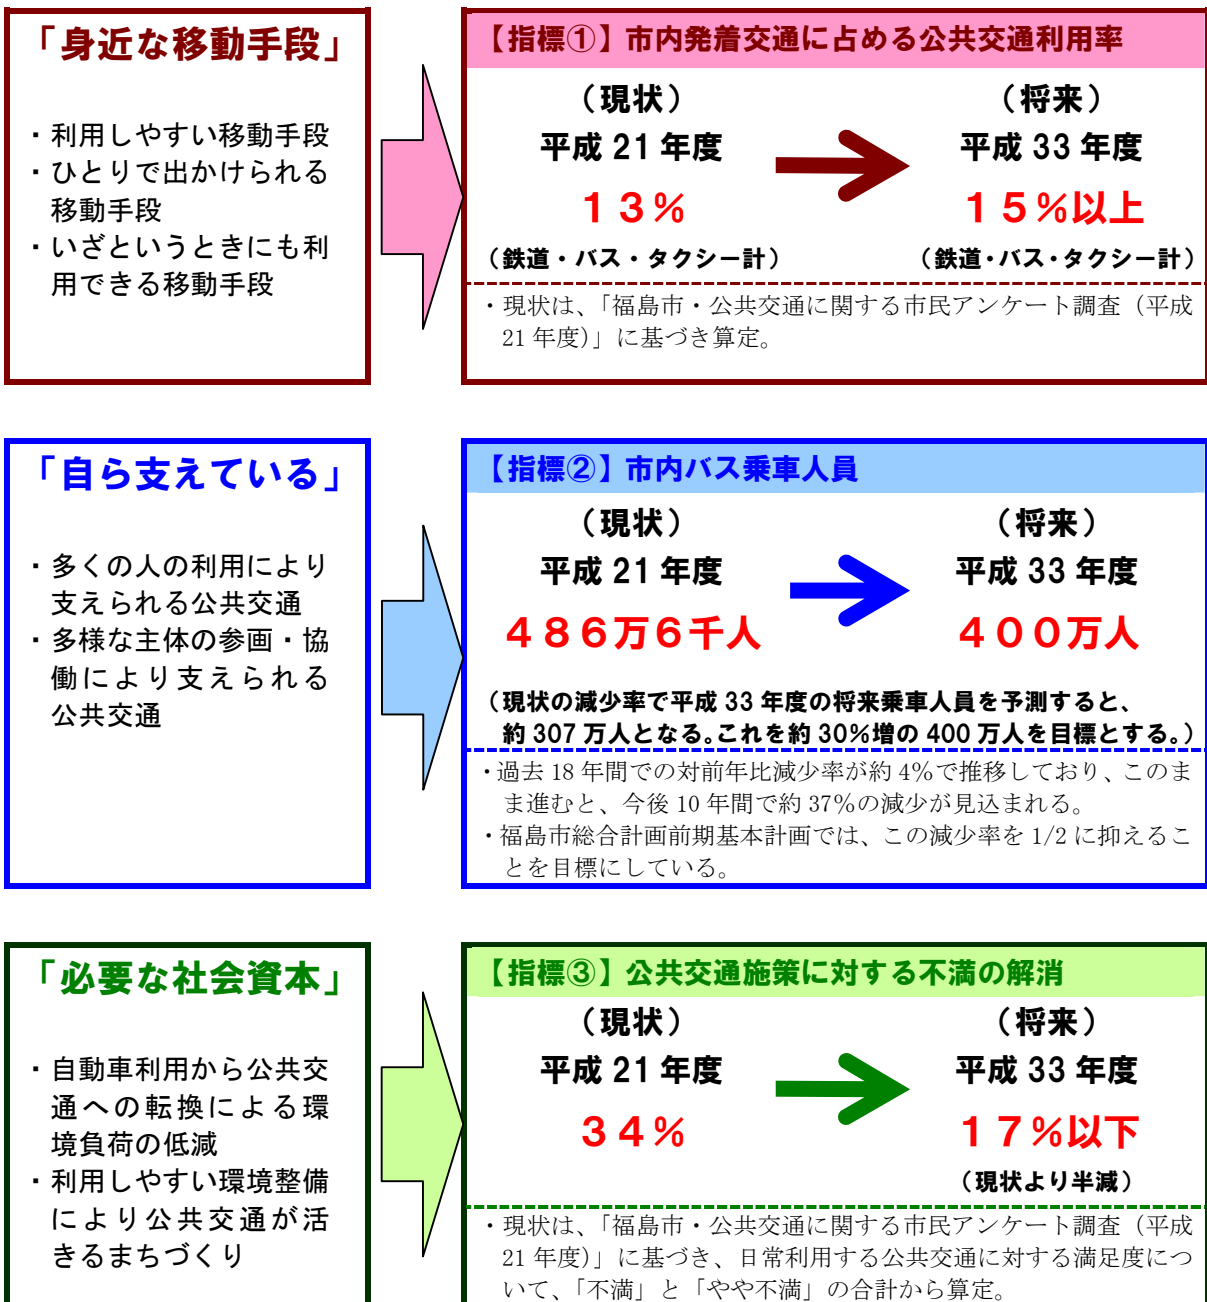 「身近な移動手段」
・利用しやすい移動手段
・ひとりで出かけられる
移動手段
・いざというときにも利
用できる移動手段
【指標①】市内発着交通に占める公共交通利用率
（現状）
（将来）
平成 21 年度
平成 33 年度
１３％
１５％以上
（鉄道・バス・タクシー計）
（鉄道・バス・タクシー計）
・現状は、「福島市・公共交通に関する市民アンケート調査（平成
21 年度）」に基づき算定。
「自ら支えている」
・多くの人の利用により
支えられる公共交通
・多様な主体の参画・協
働により支えられる
公共交通
【指標②】市内バス乗車人員
（現状）
（将来）
平成 21 年度
平成 33 年度
４８６万６千人
４００万人
（現状の減少率で平成 33 年度の将来乗車人員を予測すると、
約 307 万人となる。これを約 30％増の 400 万人を目標とする。）
・過去 18 年間での対前年比減少率が約 4％で推移しており、このま
ま進むと、今後 10 年間で約 37％の減少が見込まれる。
・福島市総合計画前期基本計画では、この減少率を 1/2 に抑えるこ
とを目標にしている。
「必要な社会資本」
・自動車利用から公共交
通への転換による環
境負荷の低減
・利用しやすい環境整備
により公共交通が活
きるまちづくり
【指標③】公共交通施策に対する不満の解消
（現状）
（将来）
平成 21 年度
平成 33 年度
３４％
１７％以下
（現状より半減）
・現状は、「福島市・公共交通に関する市民アンケート調査（平成
21 年度）」に基づき、日常利用する公共交通に対する満足度につ
いて、「不満」と「やや不満」の合計から算定。